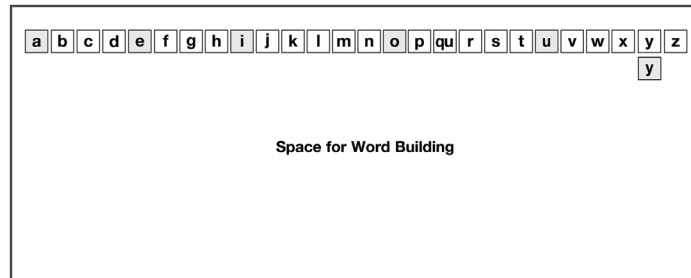 a b c d e f g h i j k l m n o p qu r s t u v w x y z
y
Space for Word Building